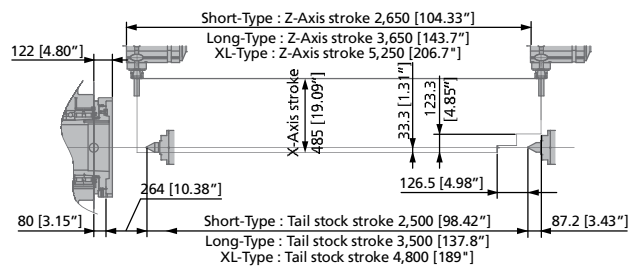 Short-Type : Z-Axis stroke 2,650 [104.33”]
Long-Type : Z-Axis stroke 3,650 [143.7”]
XL-Type : Z-Axis stroke 5,250 [206.7"]
122 [4.80”]
X-Axis stroke
485 [19.09”]
33.3 [1.31”]
123.3
[4.85”]
126.5 [4.98”]
264 [10.38”]
80 [3.15”]
Short-Type : Tail stock stroke 2,500 [98.42”]
87.2 [3.43”]
Long-Type : Tail stock stroke 3,500 [137.8”]
XL-Type : Tail stock stroke 4,800 [189"]